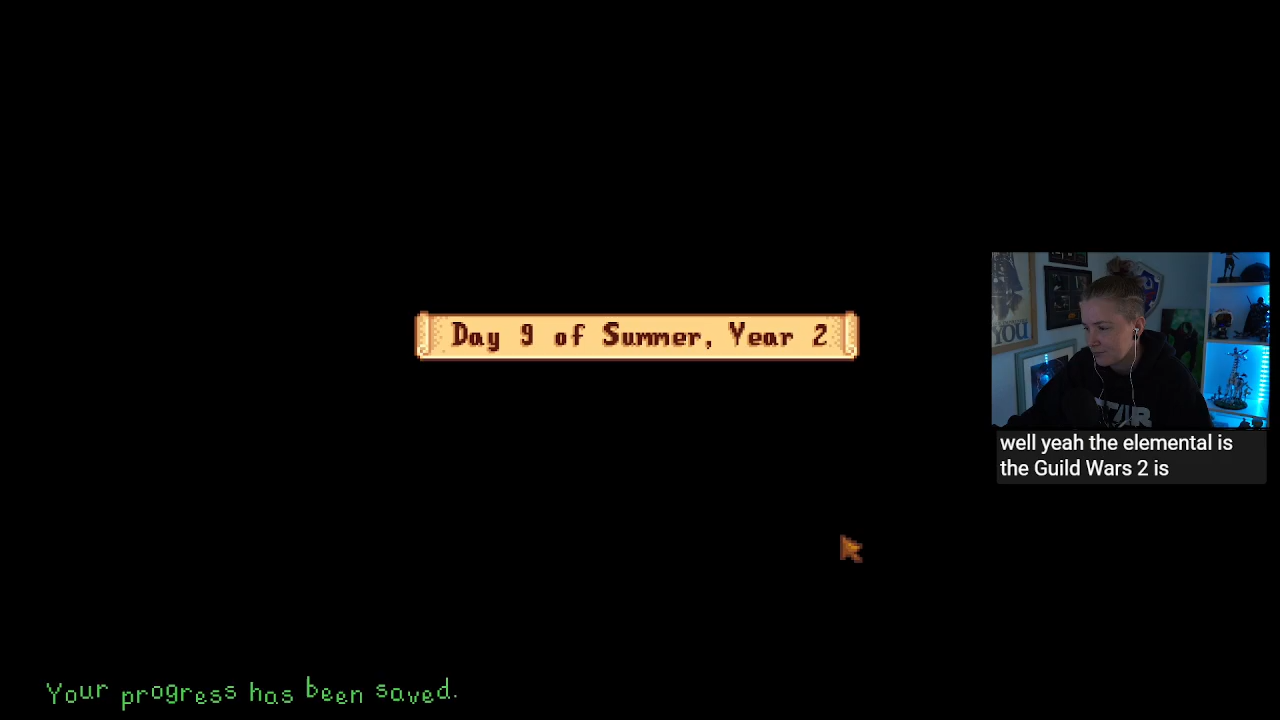 Day 9 of Summer, Year 2
YOU
well yeah the elemental is
the Guild Wars 2 is
Your progress has been saved.